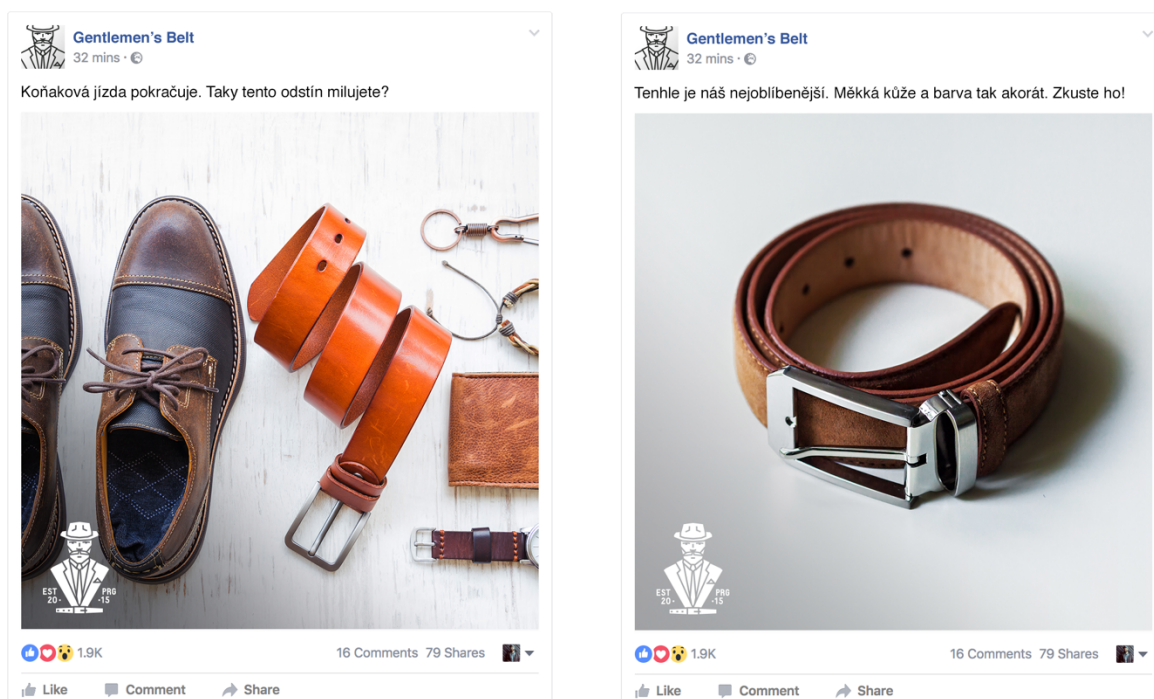 Gentlemen's Belt
32 mins ·
Koňaková jízda pokračuje. Taky tento odstín milujete?
EST PRG
20· ·15
1.9K 16 Comments 79 Shares
Like Comment Share
Gentlemen's Belt
32 mins ·
Tenhle je náš nejoblíbenější. Měkká kůže a barva tak akorát. Zkuste ho!
EST PRG
20· ·15
1.9K 16 Comments 79 Shares
Like Comment Share